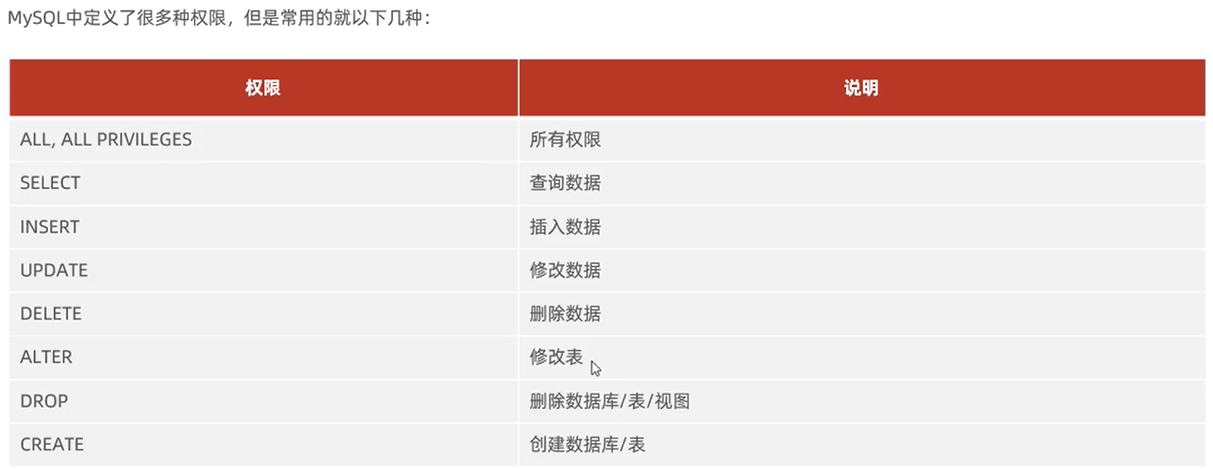 MySQL中定义了很多种权限，但是常用的就以下几种：
权限 说明
ALL, ALL PRIVILEGES 所有权限
SELECT 查询数据
INSERT 插入数据
UPDATE 修改数据
DELETE 删除数据
ALTER 修改表
DROP 删除数据库/表/视图
CREATE 创建数据库/表